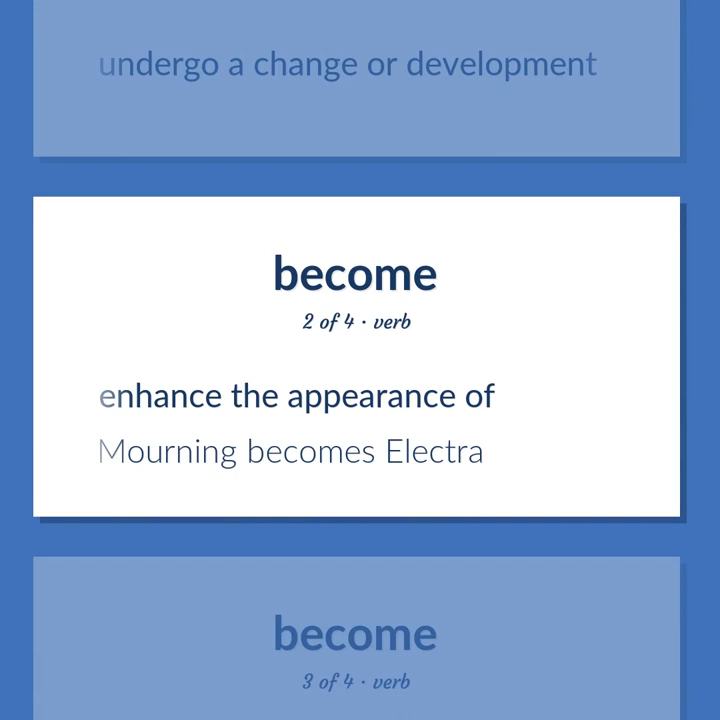 undergo a change or development
become
2 of 4 · verb
enhance the appearance of
Mourning becomes Electra
become
3 of 4 · verb